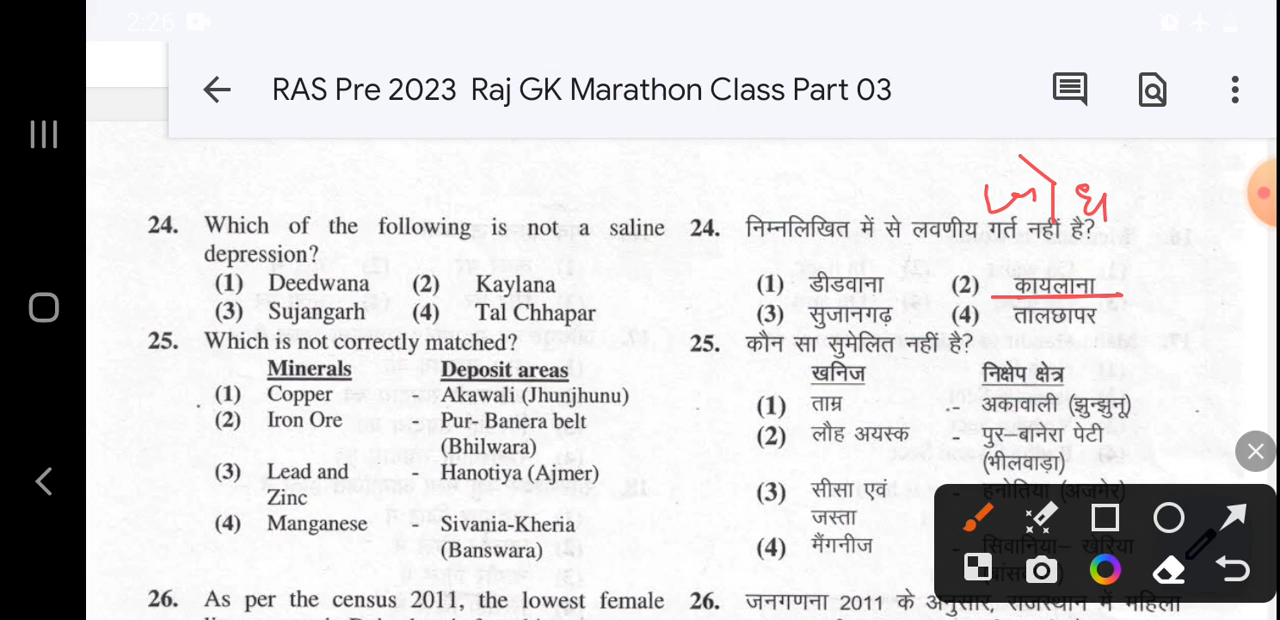 2:26
RAS Pre 2023 Raj GK Marathon Class Part 03
24. Which of the following is not a saline
depression?
(1) Deedwana (2) Kaylana
(3) Sujangarh (4) Tal Chhapar
25. Which is not correctly matched?
Minerals Deposit areas
(1) Copper - Akawali (Jhunjhunu)
(2) Iron Ore - Pur- Banera belt
(Bhilwara)
(3) Lead and - Hanotiya (Ajmer)
Zinc
(4) Manganese - Sivania-Kheria
(Banswara)
26. As per the census 2011, the lowest female
24. निम्नलिखित में से लवणीय गर्त नहीं है?
(1) डीडवाना (2) कायलाना
(3) सुजानगढ़ (4) तालछापर
25. कौन सा सुमेलित नहीं है?
खनिज निक्षेप क्षेत्र
(1) ताम्र - अकावाली (झुन्झुनू)
(2) लौह अयस्क - पुर–बानेरा पेटी
(भीलवाड़ा)
(3) सीसा एवं - हनोतिया (अजमेर)
जस्ता
(4) मैंगनीज - सिवानिया– खेरिया
26. जनगणना 2011 के अनुसार, राजस्थान में महिला